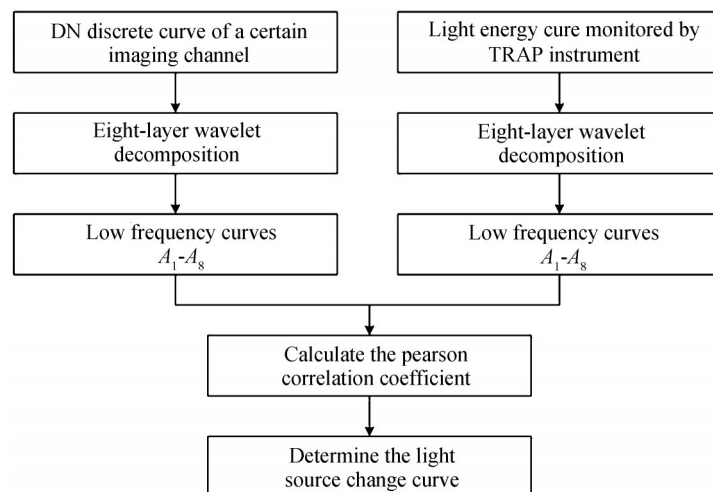 DN discrete curve of a certain
imaging channel
Light energy cure monitored by
TRAP instrument
Eight-layer wavelet
decomposition
Eight-layer wavelet
decomposition
Low frequency curves
A₁-A₈
Low frequency curves
A₁-A₈
Calculate the pearson
correlation coefficient
Determine the light
source change curve